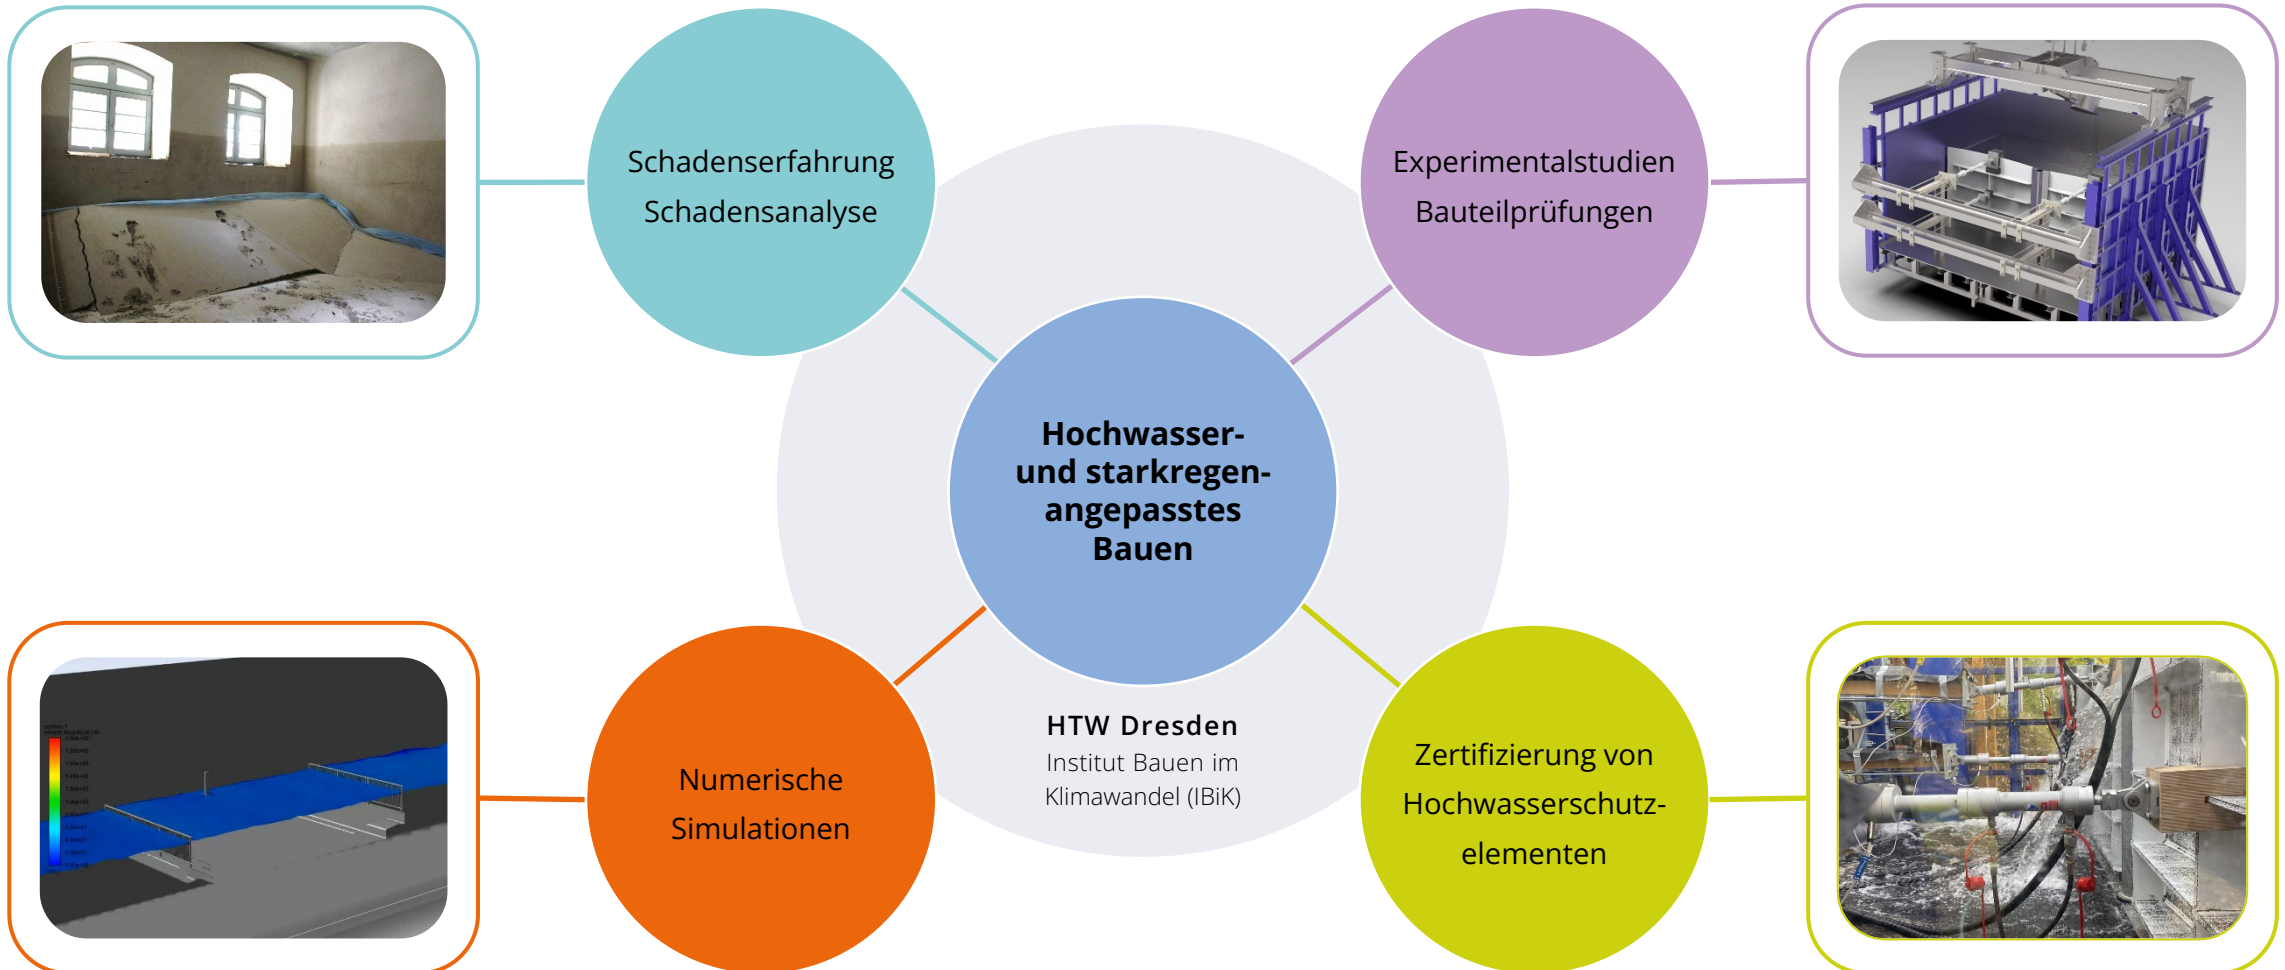 Schadenserfahrung
Schadensanalyse
Experimentalstudien
Bauteilprüfungen
Hochwasser-
und starkregen-
angepasstes
Bauen
HTW Dresden
Institut Bauen im
Klimawandel (IBiK)
Numerische
Simulationen
Zertifizierung von
Hochwasserschutz-
elementen